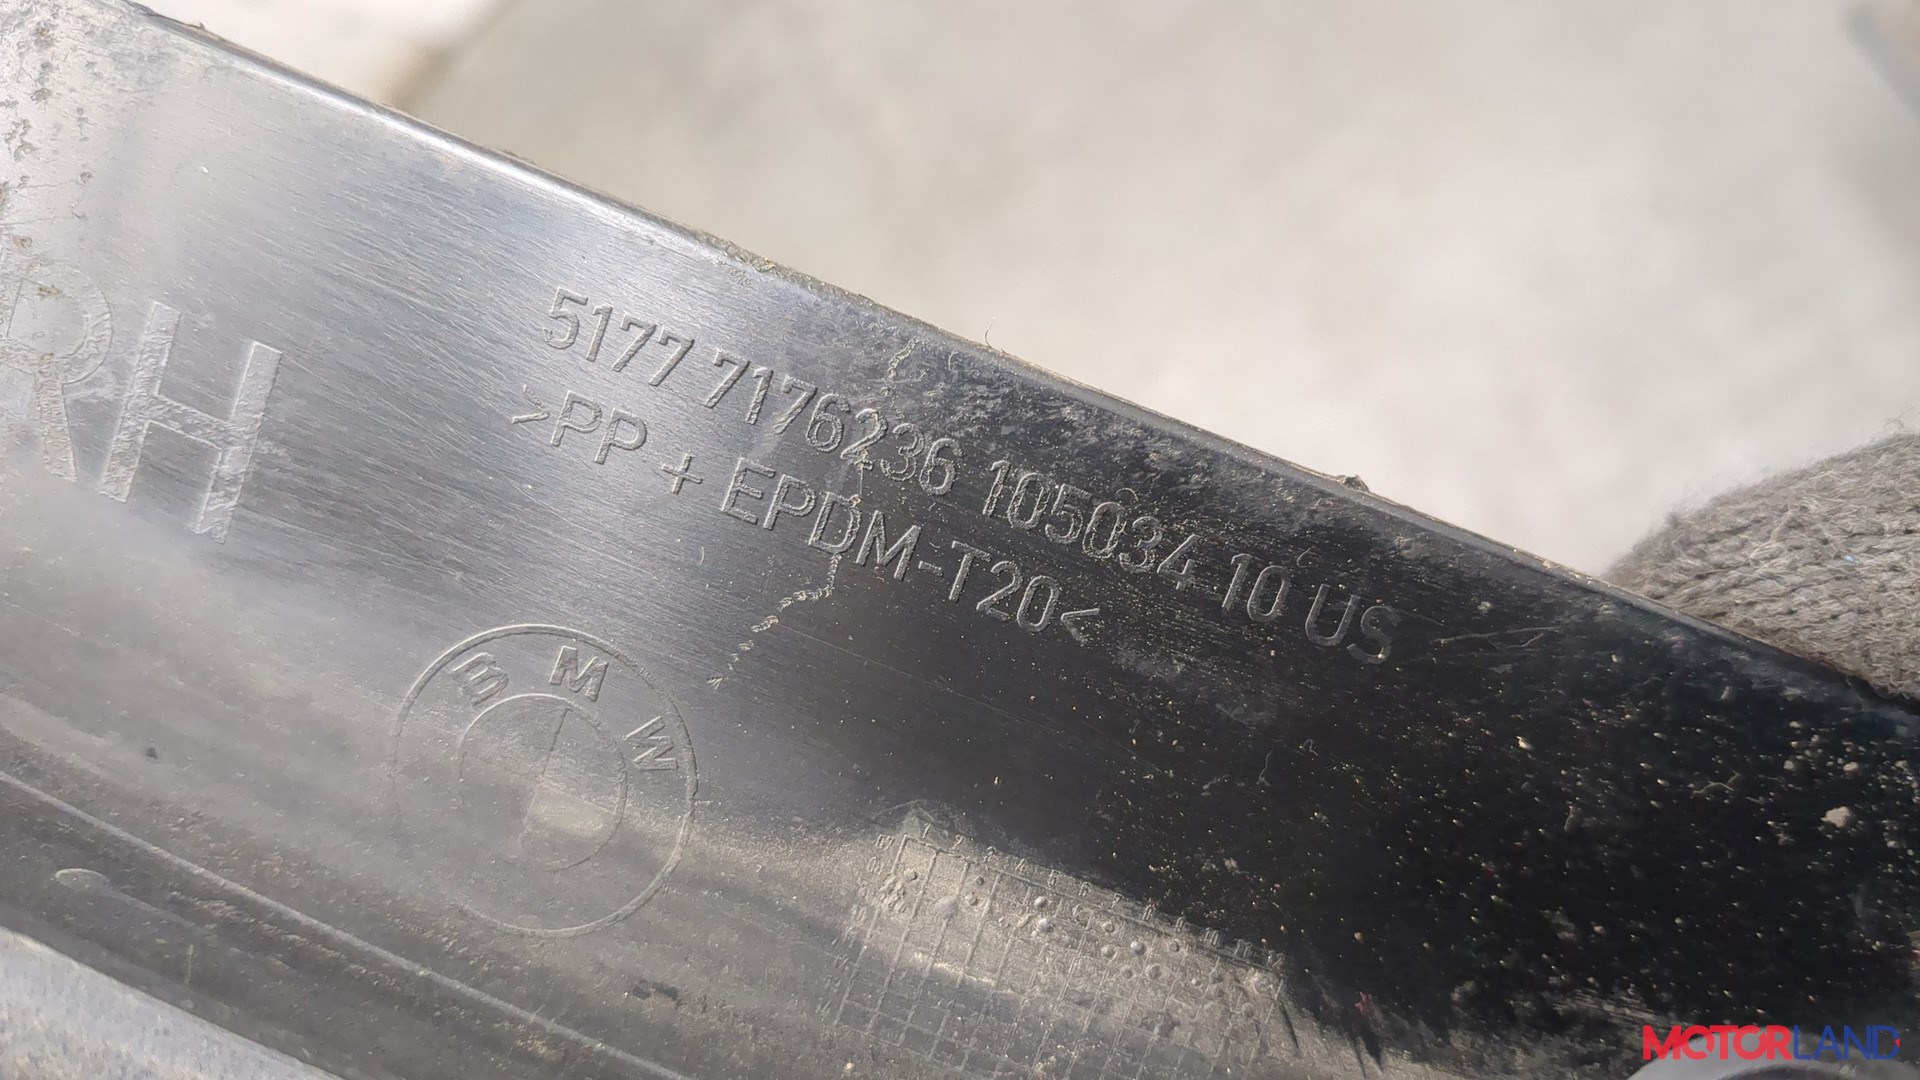 RH
5177 7176236 105034 10 US
>PP + EPDM-T20<
BMW
MOTORLAND